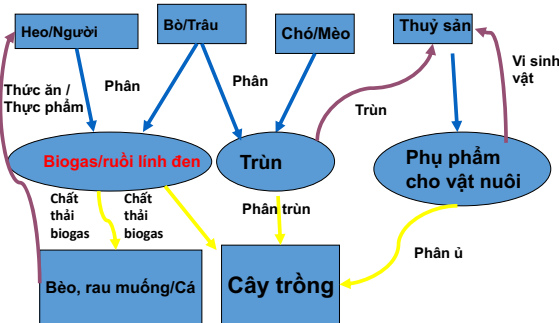 Heo/Người
Bò/Trâu
Chó/Mèo
Thuỷ sản
Thức ăn /
Thực phẩm
Phân
Phân
Trùn
Vi sinh
vật
Biogas/ruồi lính đen
Trùn
Phụ phẩm
cho vật nuôi
Chất
thải
biogas
Chất
thải
biogas
Phân trùn
Phân ủ
Bèo, rau muống/Cá
Cây trồng